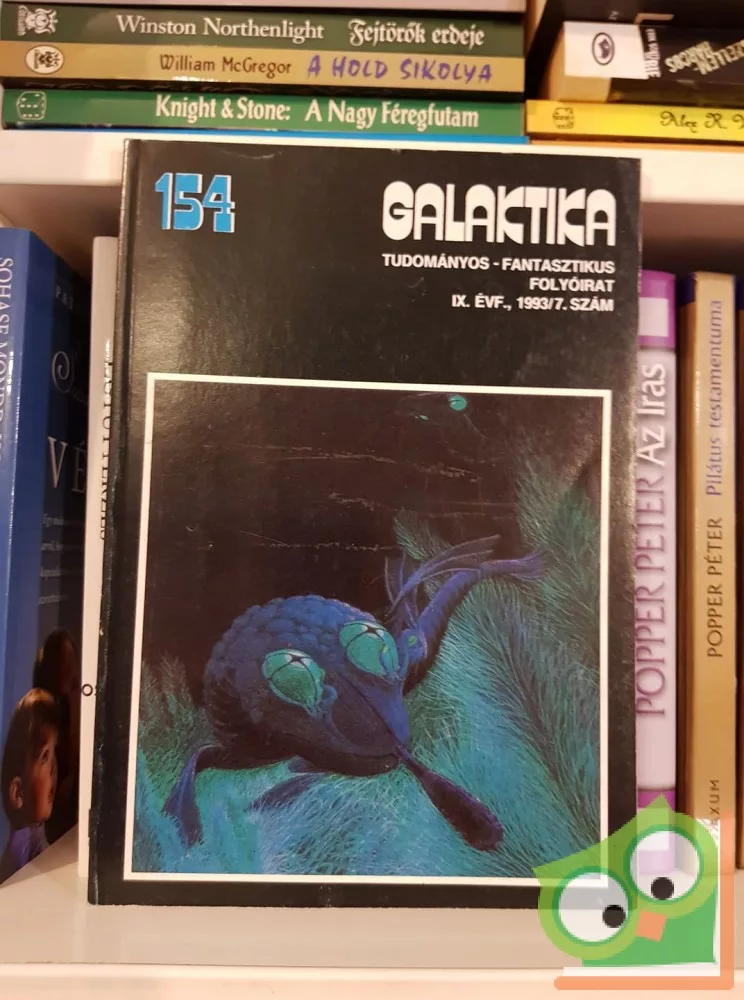 Winston Northenlight Fejtörők erdeje
William McGregor A HOLD SIKOLYA
Knight & Stone: A Nagy Féregfutam
Alex R.
154
GALAKTIKA
TUDOMÁNYOS - FANTASZTIKUS
FOLYÓIRAT
IX. ÉVF., 1993/7. SZÁM
POPPER PÉTER Az Írás
POPPER PÉTER Pilátus testamentuma